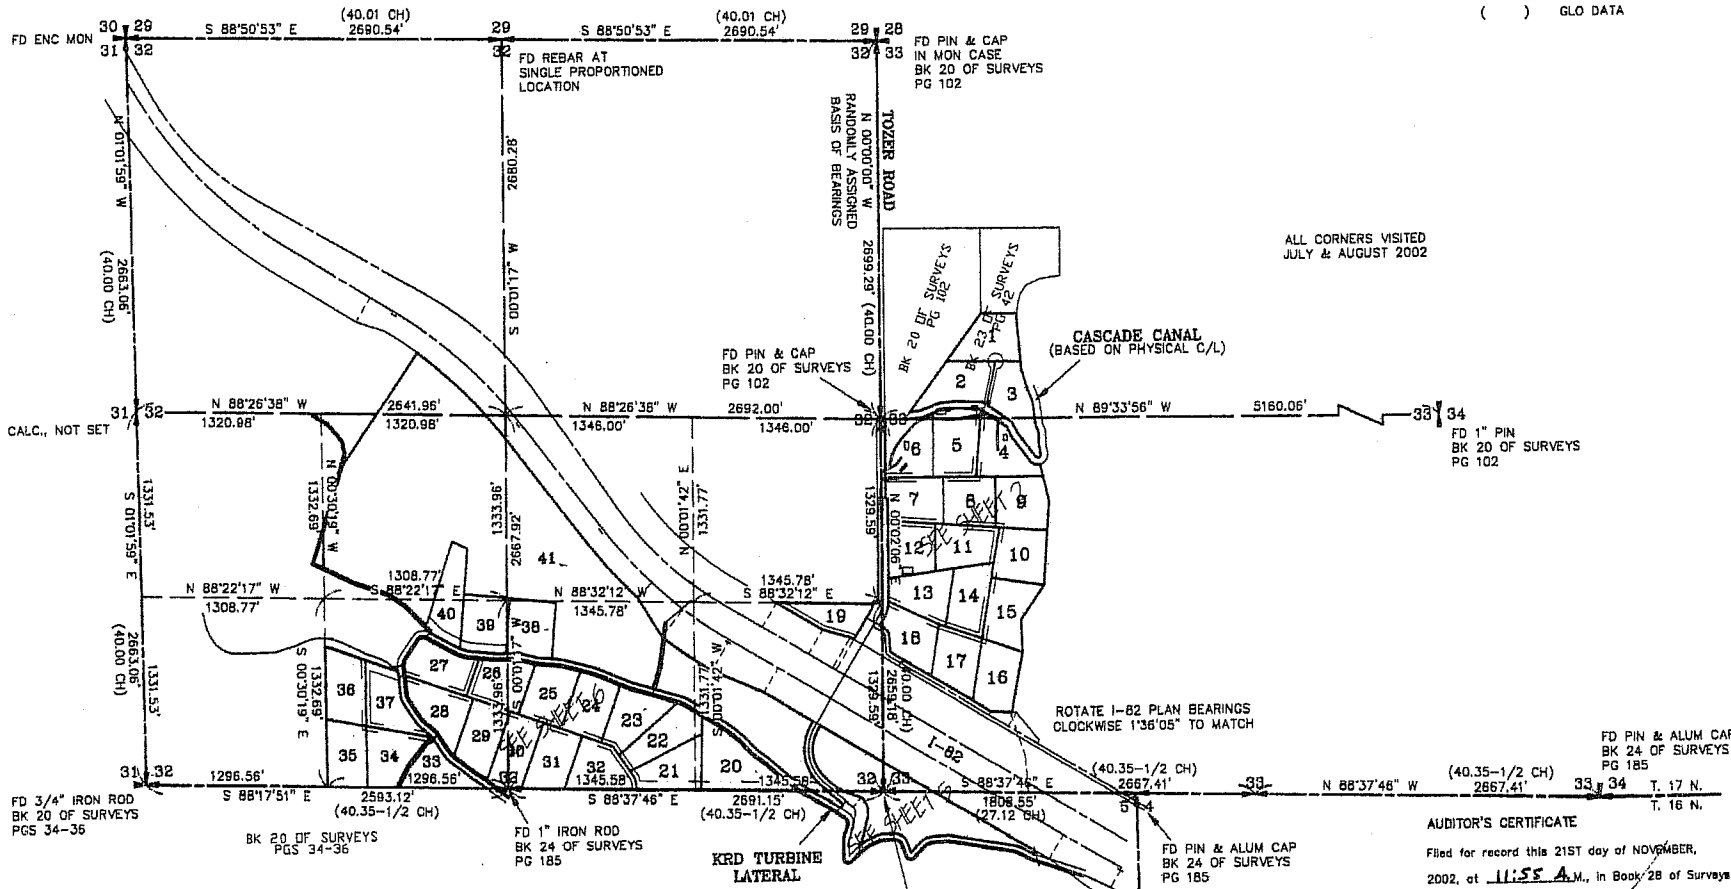 ( ) GLO DATA
30 29
31 32
FD ENC MON
(40.01 CH)
S 88°50'53" E 2690.54'
29
32
(40.01 CH)
S 88°50'53" E 2690.54'
29 28
32 33
FD PIN & CAP
IN MON CASE
BK 20 OF SURVEYS
PG 102
FD REBAR AT
SINGLE PROPORTIONED
LOCATION
N 01°01'59" W
2663.06'
(40.00 CH)
2680.28'
S 00°01'17" W
TOZER ROAD
N 00°00'00" W
RANDOMLY ASSIGNED
BASIS OF BEARINGS
2699.29' (40.00 CH)
BK 20 OF SURVEYS
PG 102
BK 23 OF SURVEYS
PG 42
ALL CORNERS VISITED
JULY & AUGUST 2002
CASCADE CANAL
(BASED ON PHYSICAL C/L)
FD PIN & CAP
BK 20 OF SURVEYS
PG 102
1
2
3
31 32
CALC., NOT SET
N 88°26'38" W 2641.96'
1320.98' 1320.98'
N 88°26'38" W 2692.00'
1346.00' 1346.00'
32 33
N 89°33'56" W 5160.06'
33 34
FD 1" PIN
BK 20 OF SURVEYS
PG 102
6
5
4
7
8
9
SEE SHEET 2
12
11
10
13
14
15
18
17
16
19
1331.53'
S 01°01'59" E
2663.06'
(40.00 CH)
1331.53'
N 00°30'19" W
1332.69'
1333.96'
2667.92'
N 00°01'42" E
1331.77'
1329.59'
N 00°02'06" E
41
N 88°22'17" W
1308.77'
1308.77'
S 88°22'17" E
N 88°32'12" W
1345.78'
1345.78'
S 88°32'12" E
40
39
38
S 00°30'19" E
1332.69'
S 00°01'17" W
1333.96'
1331.77'
S 00°01'42" W
2659.18'
(40.00 CH)
1329.59'
36
37
27
26
25
24
23
28
29
30
31
32
22
21
20
35
34
33
SEE SHEET 6
I-82
ROTATE I-82 PLAN BEARINGS
CLOCKWISE 1°36'05" TO MATCH
31 32
1296.56' 1296.56'
S 88°17'51" E 2593.12'
(40.35-1/2 CH)
1345.58' 1345.58'
S 88°37'46" E 2691.15'
(40.35-1/2 CH)
32 33
S 88°37'46" E
1808.55'
(27.12 CH)
(40.35-1/2 CH)
2667.41'
5 4
33
N 88°37'46" W
(40.35-1/2 CH)
2667.41'
33 34
T. 17 N.
T. 16 N.
FD PIN & ALUM CAP
BK 24 OF SURVEYS
PG 185
FD 3/4" IRON ROD
BK 20 OF SURVEYS
PGS 34-36
BK 20 OF SURVEYS
PGS 34-36
FD 1" IRON ROD
BK 24 OF SURVEYS
PG 185
KRD TURBINE
LATERAL
FD PIN & ALUM CAP
BK 24 OF SURVEYS
PG 185
AUDITOR'S CERTIFICATE
Filed for record this 21ST day of NOVEMBER,
2002, at 11:55 A.M., in Book 28 of Surveys